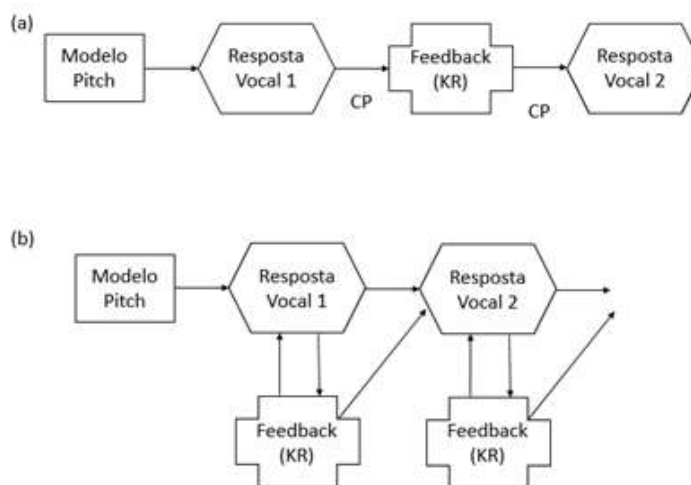 (a)
Modelo
Pitch
Resposta
Vocal 1
CP
Feedback
(KR)
CP
Resposta
Vocal 2
(b)
Modelo
Pitch
Resposta
Vocal 1
Resposta
Vocal 2
Feedback
(KR)
Feedback
(KR)